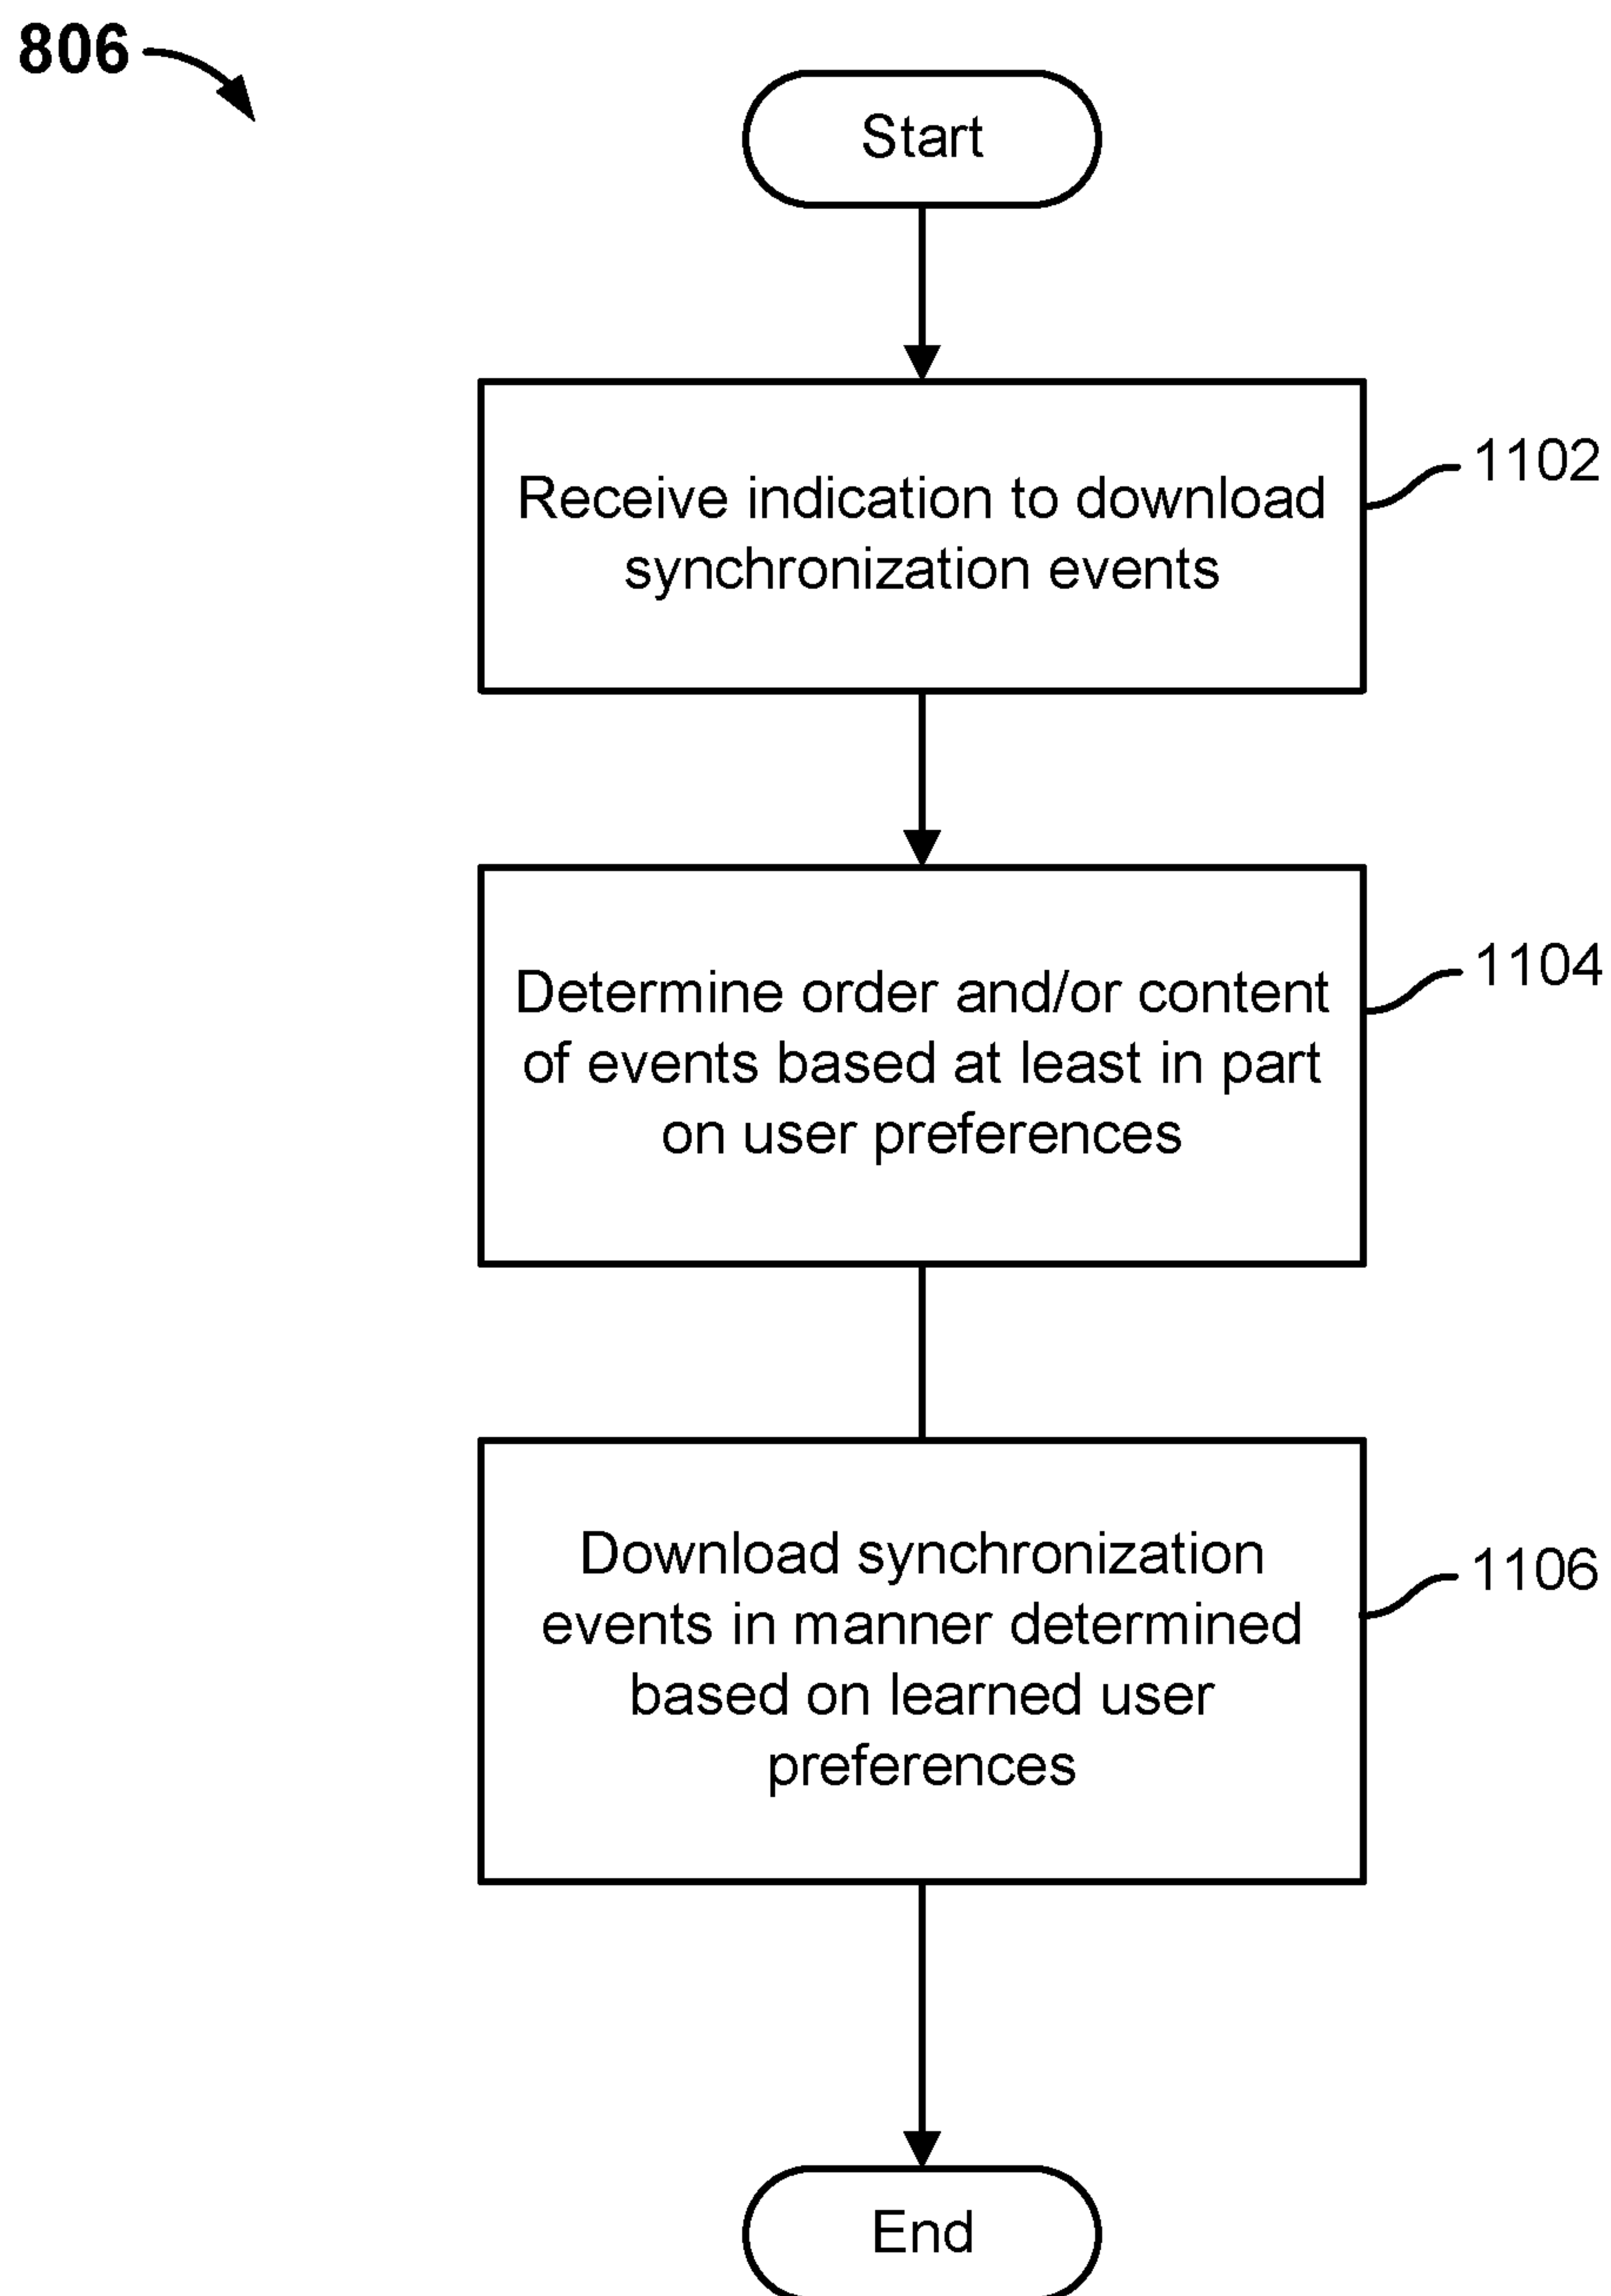 806
Start
Receive indication to download
synchronization events
1102
Determine order and/or content
of events based at least in part
on user preferences
1104
Download synchronization
events in manner determined
based on learned user
preferences
1106
End